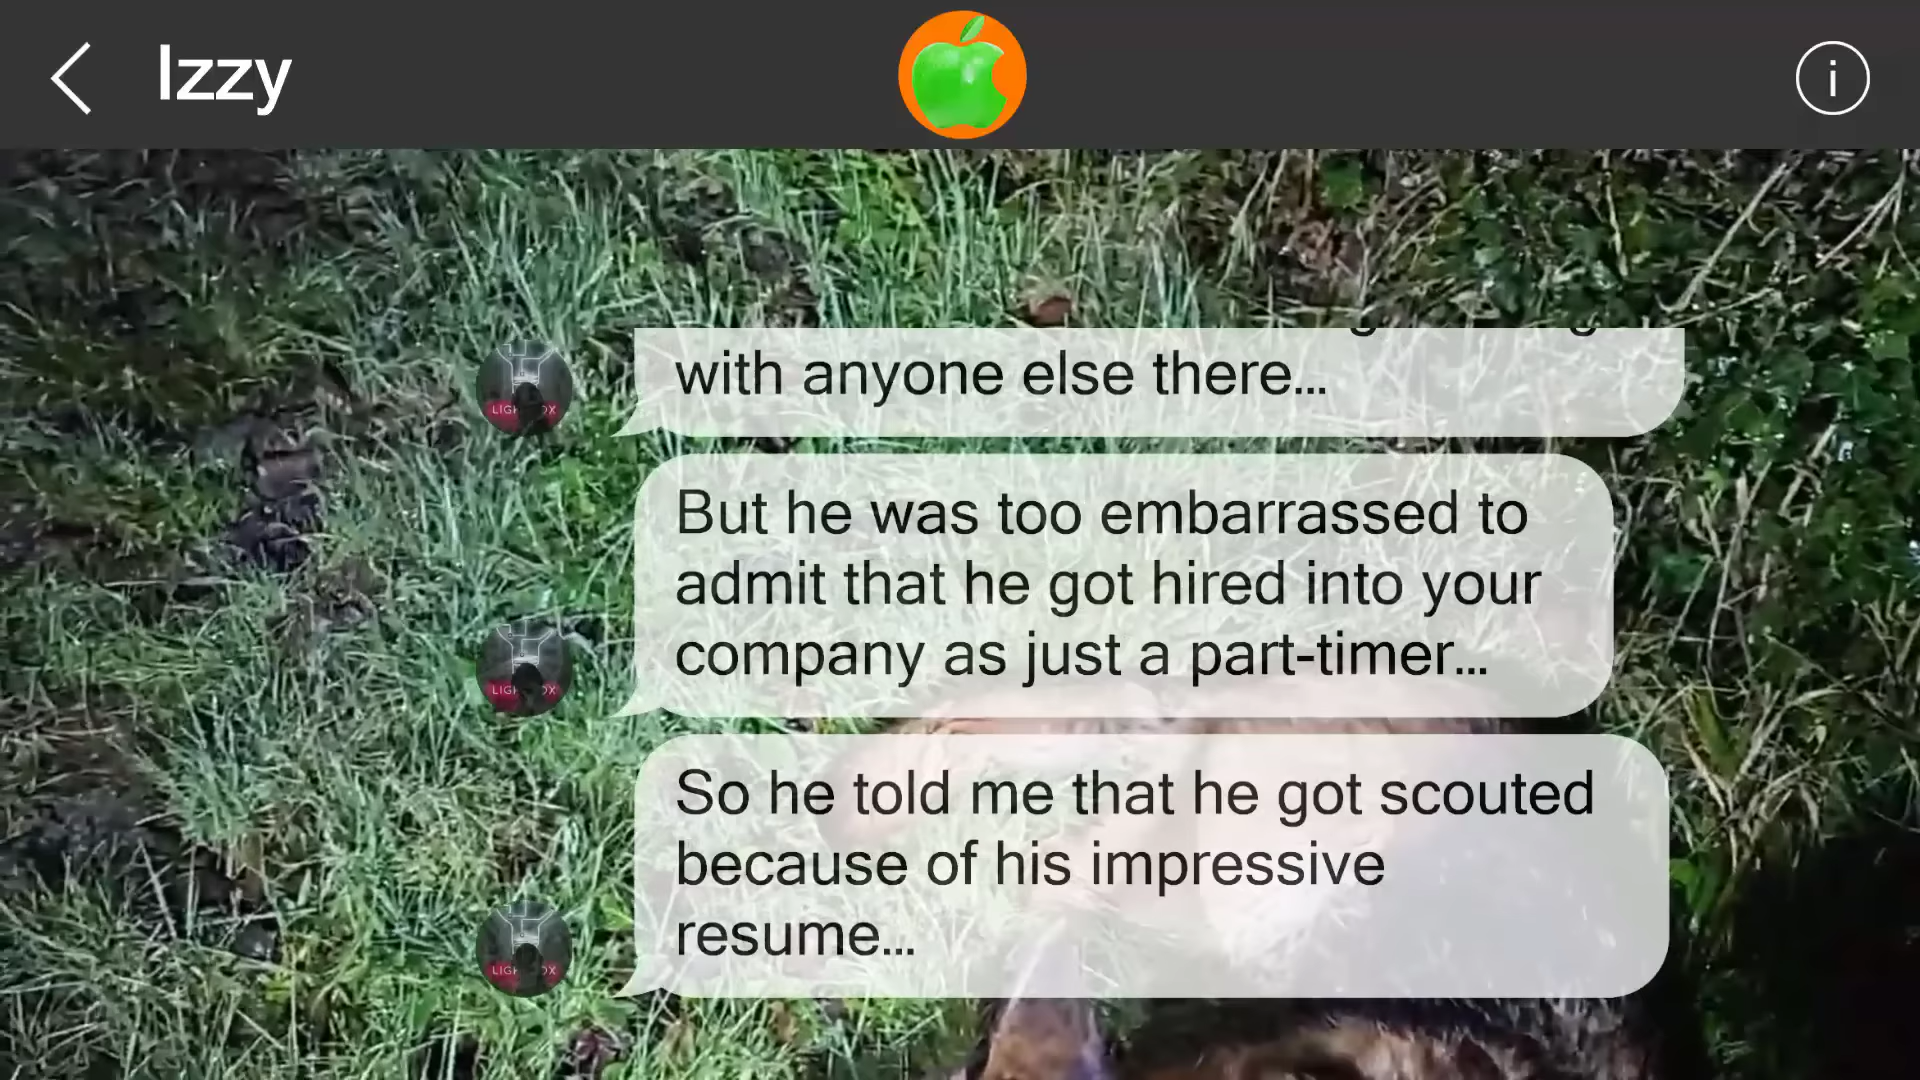 Izzy
with anyone else there...
But he was too embarrassed to
admit that he got hired into your
company as just a part-timer...
So he told me that he got scouted
because of his impressive
resume...